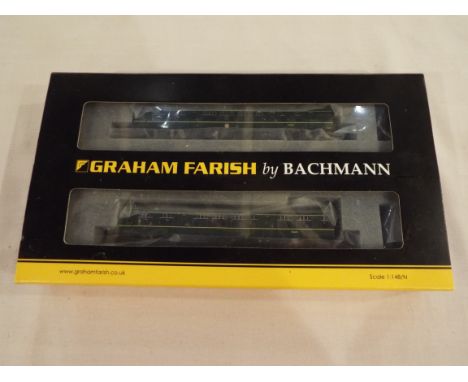 GRAHAM FARISH by BACHMANN
www.grahamfarish.co.uk
Scale 1:148/N